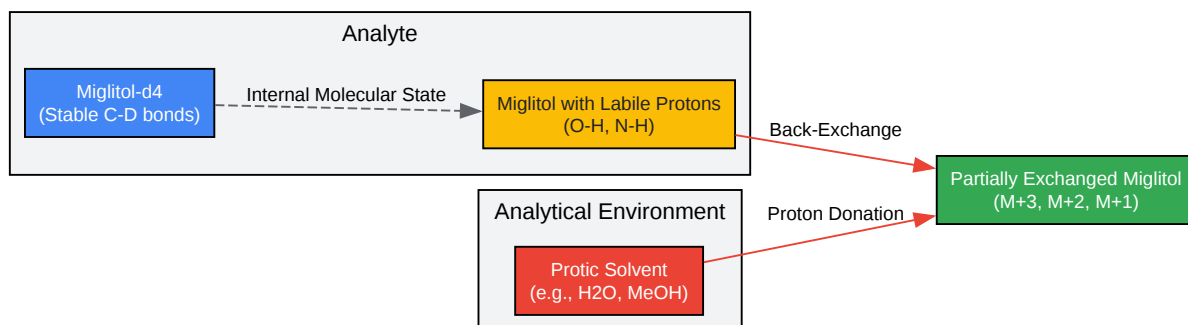 Analyte
Miglitol-d4
(Stable C-D bonds)
Internal Molecular State
Miglitol with Labile Protons
(O-H, N-H)
Back-Exchange
Partially Exchanged Miglitol
(M+3, M+2, M+1)
Analytical Environment
Proton Donation
Protic Solvent
(e.g., H2O, MeOH)